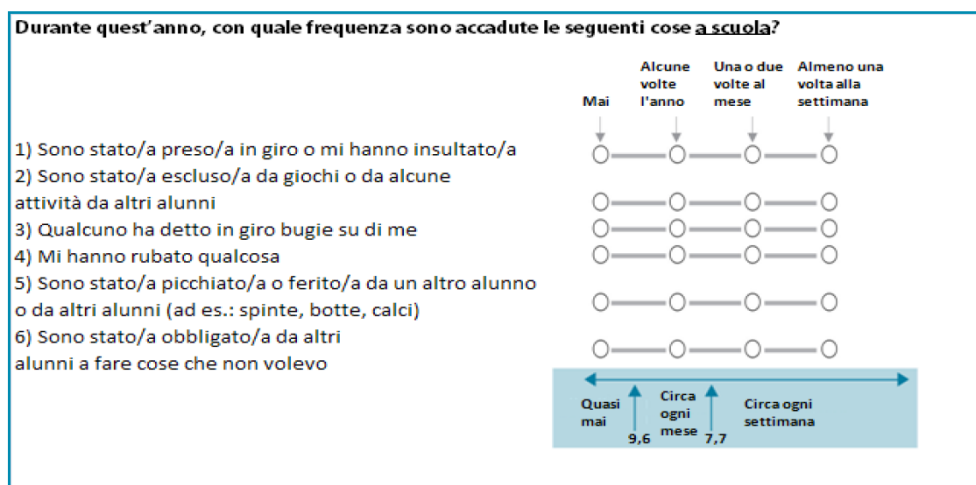 Durante quest'anno, con quale frequenza sono accadute le seguenti cose a scuola?
Mai
Alcune
volte
l'anno
Una o due
volte al
mese
Almeno una
volta alla
settimana
1) Sono stato/a preso/a in giro o mi hanno insultato/a
2) Sono stato/a escluso/a da giochi o da alcune
attività da altri alunni
3) Qualcuno ha detto in giro bugie su di me
4) Mi hanno rubato qualcosa
5) Sono stato/a picchiato/a o ferito/a da un altro alunno
o da altri alunni (ad es.: spinte, botte, calci)
6) Sono stato/a obbligato/a da altri
alunni a fare cose che non volevo
Quasi
mai
9,6
Circa
ogni
mese
7,7
Circa ogni
settimana